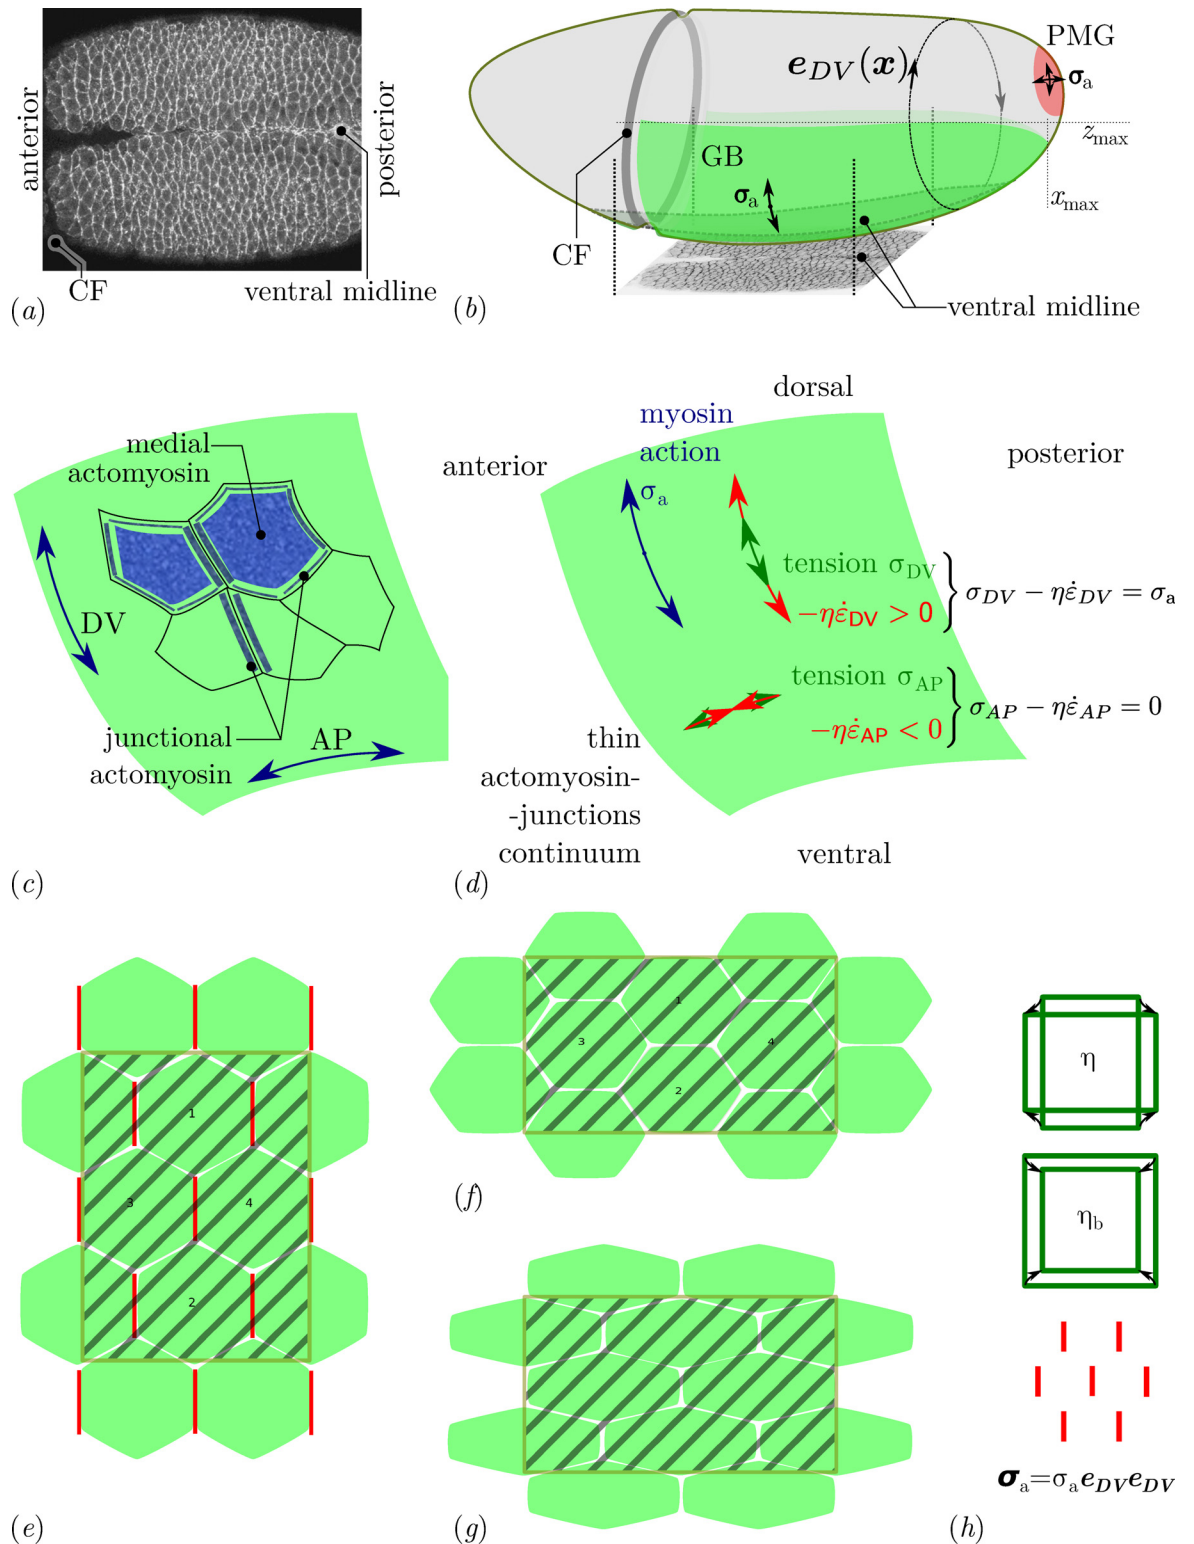 anterior
posterior
CF
ventral midline
(a)
e_DV(x)
PMG
σ_a
z_max
x_max
GB
σ_a
CF
ventral midline
(b)
medial
actomyosin
DV
junctional
actomyosin
AP
(c)
dorsal
myosin
action
σ_a
anterior
posterior
tension σ_DV
−ηε̇_DV > 0
σ_DV − ηε̇_DV = σ_a
tension σ_AP
−ηε̇_AP < 0
σ_AP − ηε̇_AP = 0
thin
actomyosin-
-junctions
continuum
ventral
(d)
1
3
4
2
(e)
1
3
4
2
(f)
(g)
η
η_b
σ_a=σ_a e_DV e_DV
(h)